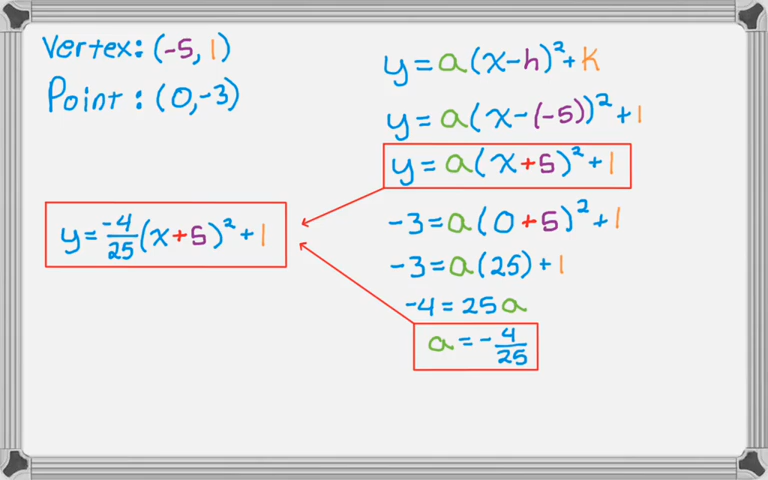 Vertex: (-5, 1)
Point: (0, -3)
y = a(x-h)²+k
y = a(x-(-5))²+1
y = a(x+5)²+1
-3 = a(0+5)²+1
-3 = a(25)+1
-4 = 25a
a = -4/25
y = -4/25(x+5)²+1